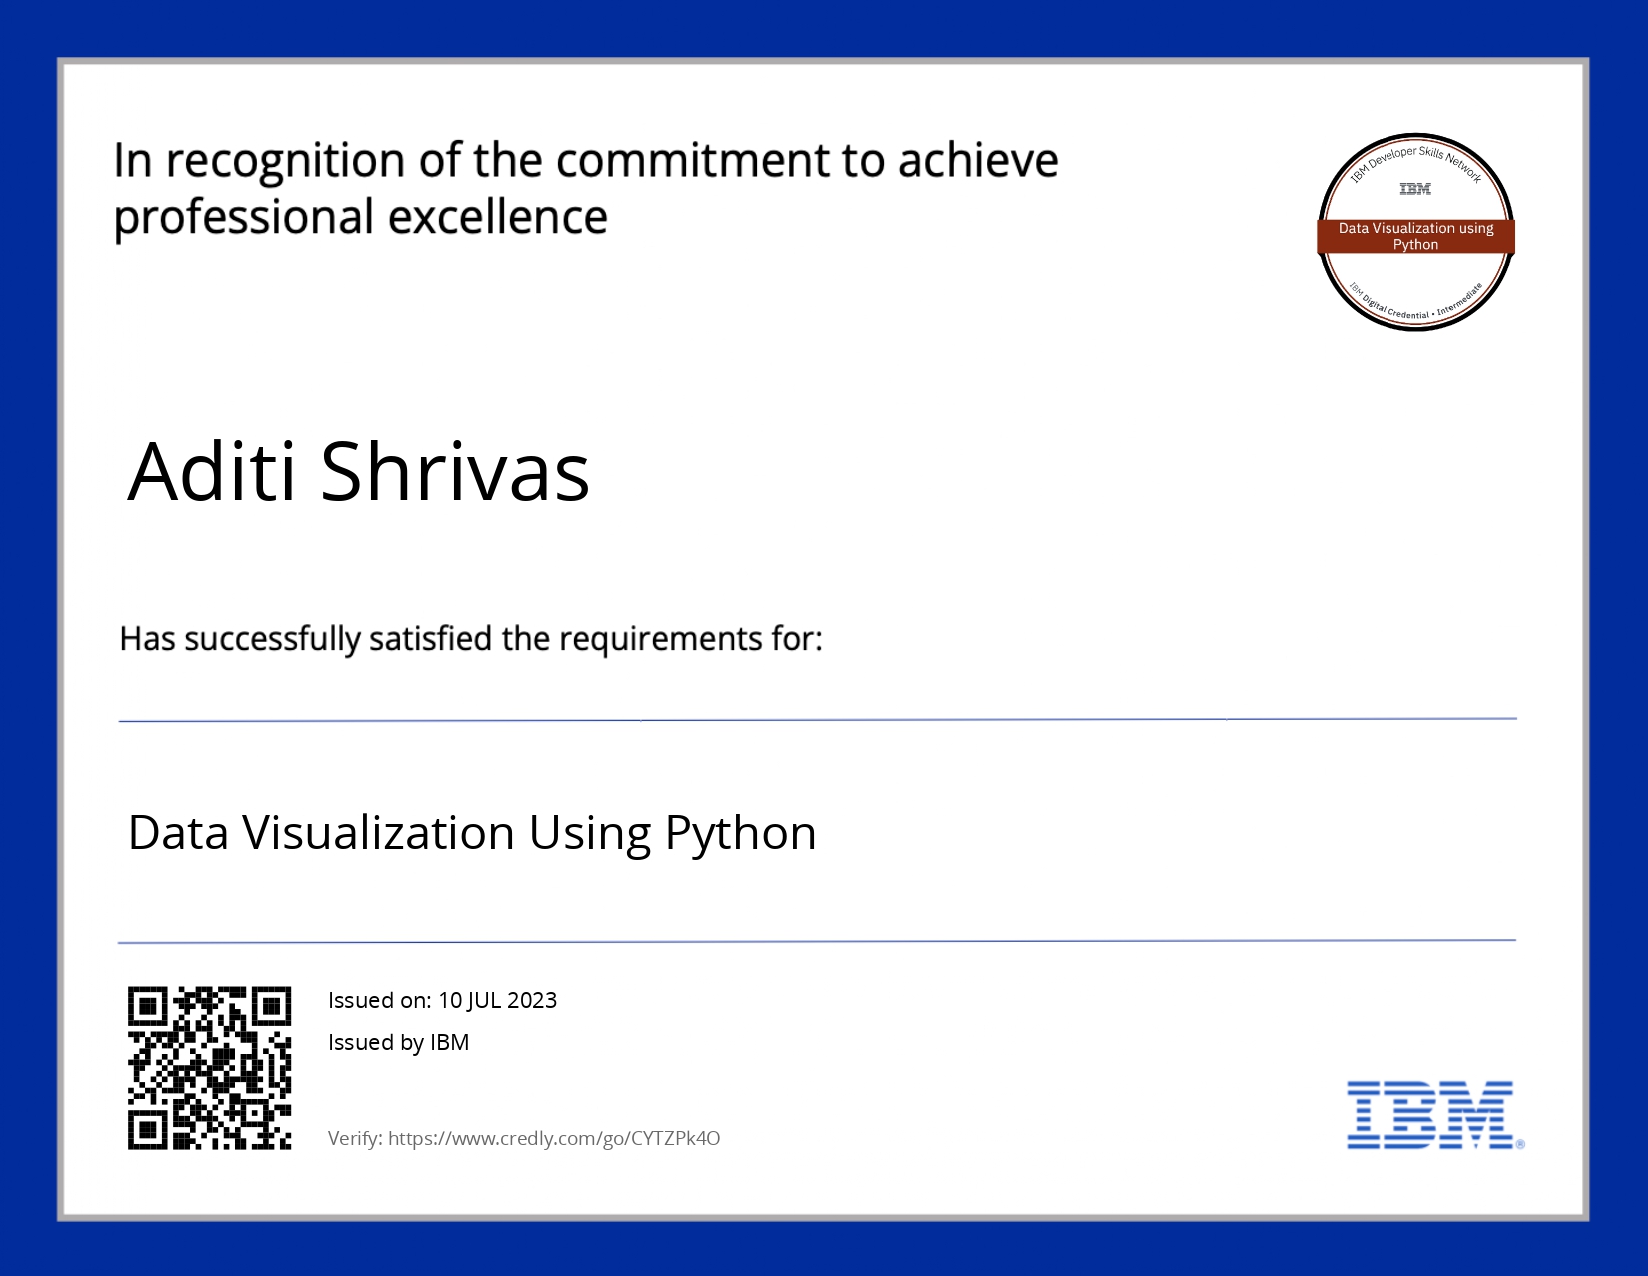 In recognition of the commitment to achieve
professional excellence
IBM Developer Skills Network
IBM
Data Visualization using
Python
IBM Digital Credential • Intermediate
Aditi Shrivas
Has successfully satisfied the requirements for:
Data Visualization Using Python
Issued on: 10 JUL 2023
Issued by IBM
Verify: https://www.credly.com/go/CYTZPk4O
IBM®